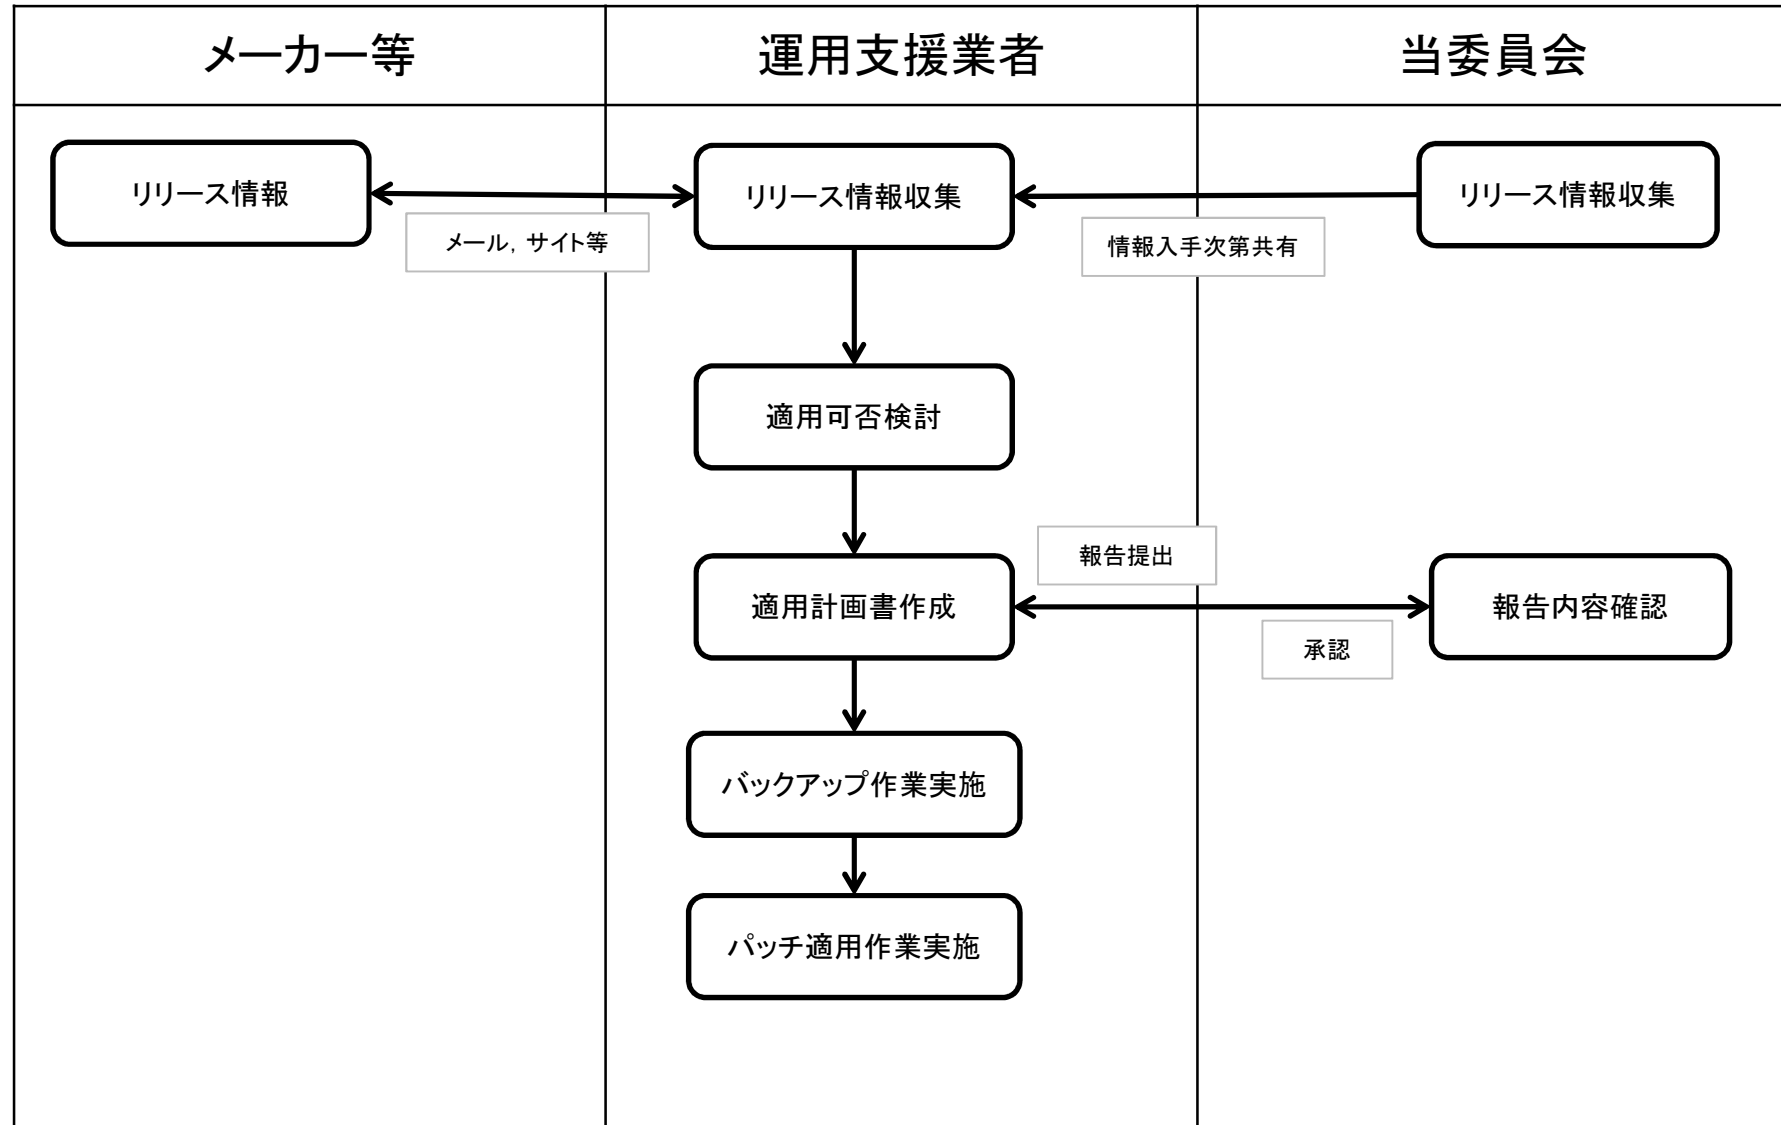 メーカー等
運用支援業者
当委員会
リリース情報
リリース情報収集
リリース情報収集
メール，サイト等
情報入手次第共有
適用可否検討
報告提出
適用計画書作成
報告内容確認
承認
バックアップ作業実施
パッチ適用作業実施